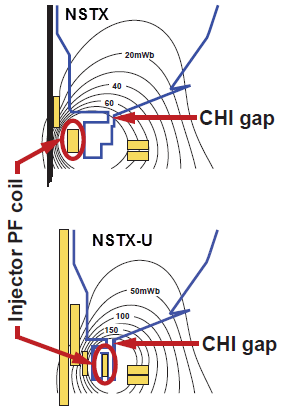 NSTX
20mWb
40
60
CHI gap
Injector PF coil
NSTX-U
50mWb
100
150
CHI gap